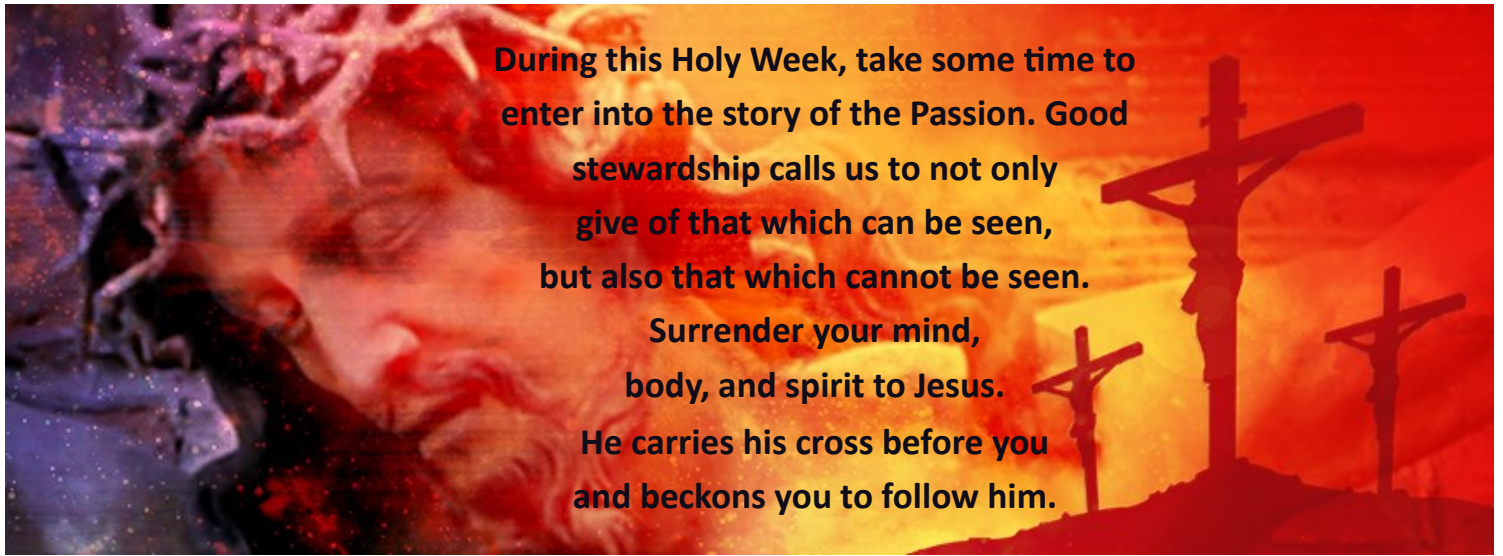 During this Holy Week, take some time to
enter into the story of the Passion. Good
stewardship calls us to not only
give of that which can be seen,
but also that which cannot be seen.
Surrender your mind,
body, and spirit to Jesus.
He carries his cross before you
and beckons you to follow him.